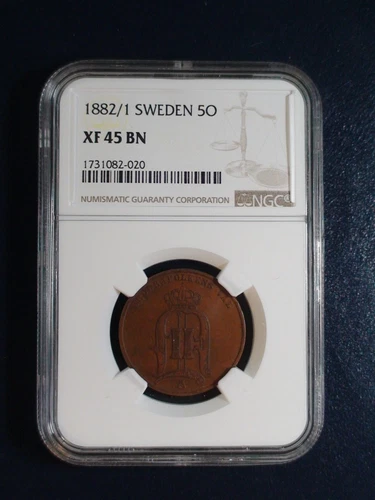 1882/1 SWEDEN 5O
XF 45 BN
1731082-020
NUMISMATIC GUARANTY CORPORATION NGC